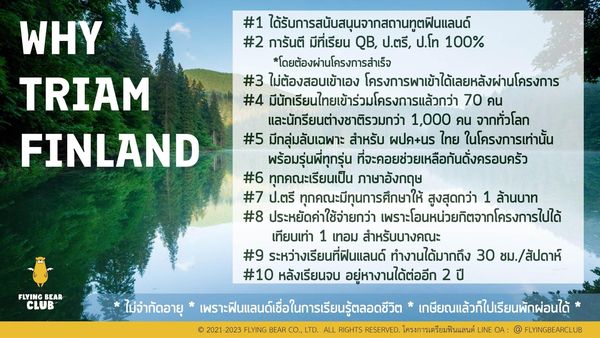 WHY
TRIAM
FINLAND
#1 ได้รับการสนับสนุนจากสถานทูตฟินแลนด์
#2 การันตี มีที่เรียน QB, ป.ตรี, ป.โท 100%
*โดยต้องผ่านโครงการสำเร็จ
#3 ไม่ต้องสอบเข้าเอง โครงการพาเข้าได้เลยหลังผ่านโครงการ
#4 มีนักเรียนไทยเข้าร่วมโครงการแล้วกว่า 70 คน
และนักเรียนต่างชาติรวมกว่า 1,000 คน จากทั่วโลก
#5 มีกลุ่มลับเฉพาะ สำหรับ ผปค+นร ไทย ในโครงการเท่านั้น
พร้อมรุ่นพี่ทุกรุ่น ที่จะคอยช่วยเหลือกันดั่งครอบครัว
#6 ทุกคณะเรียนเป็น ภาษาอังกฤษ
#7 ป.ตรี ทุกคณะมีทุนการศึกษาให้ สูงสุดกว่า 1 ล้านบาท
#8 ประหยัดค่าใช้จ่ายกว่า เพราะโอนหน่วยกิตจากโครงการไปได้
เทียบเท่า 1 เทอม สำหรับบางคณะ
#9 ระหว่างเรียนที่ฟินแลนด์ ทำงานได้มากถึง 30 ชม./สัปดาห์
#10 หลังเรียนจบ อยู่หางานได้ต่ออีก 2 ปี
FLYING BEAR
CLUB
* ไม่จำกัดอายุ * เพราะฟินแลนด์เชื่อในการเรียนรู้ตลอดชีวิต * เกษียณแล้วก็ไปเรียนพักผ่อนได้ *
© 2021-2023 FLYING BEAR CO., LTD. ALL RIGHTS RESERVED. โครงการเตรียมฟินแลนด์ LINE OA : @ FLYINGBEARCLUB